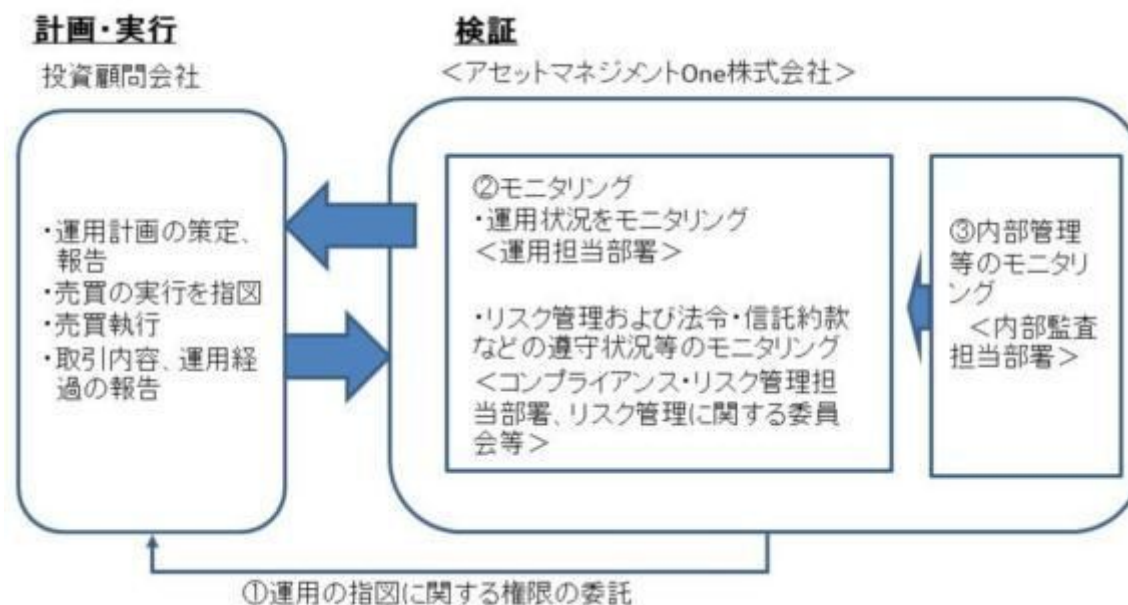 計画・実行
投資顧問会社
・運用計画の策定、
報告
・売買の実行を指図
・売買執行
・取引内容、運用経
過の報告
検証
＜アセットマネジメントOne株式会社＞
②モニタリング
・運用状況をモニタリング
＜運用担当部署＞
・リスク管理および法令・信託約款
などの遵守状況等のモニタリング
＜コンプライアンス・リスク管理担
当部署、リスク管理に関する委員
会等＞
③内部管理
等のモニタリ
ング
＜内部監査
担当部署＞
①運用の指図に関する権限の委託